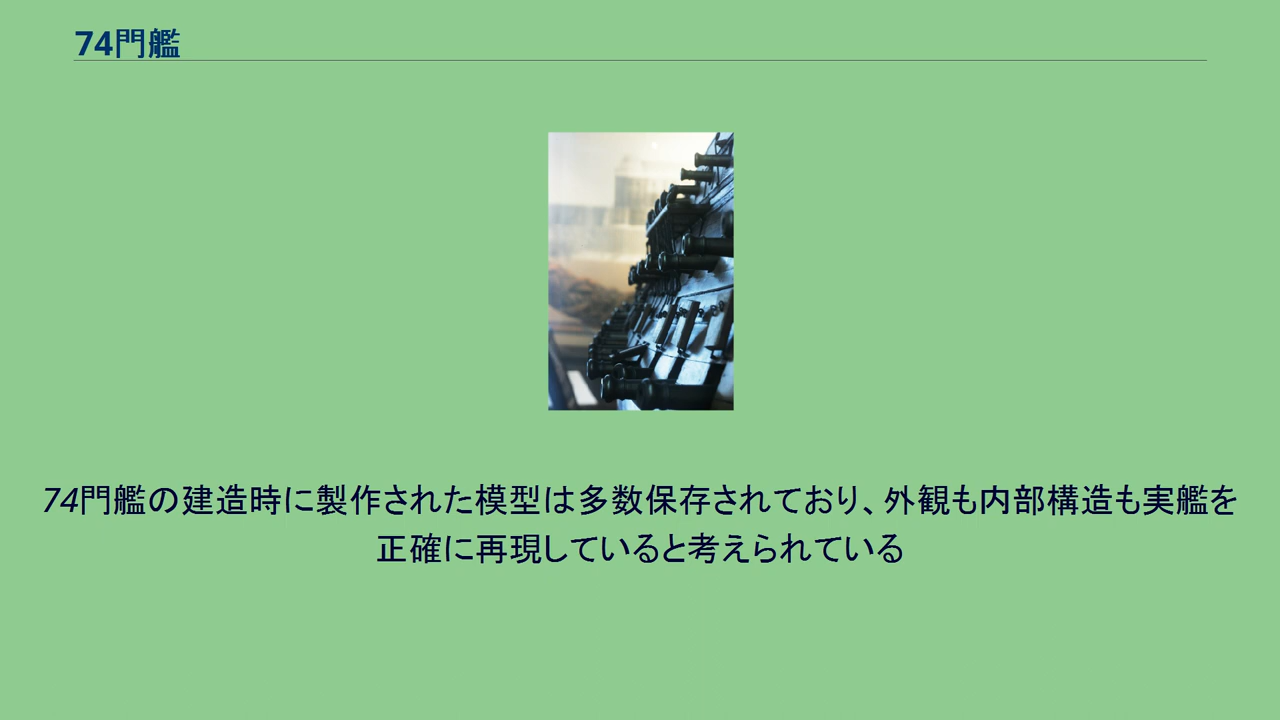 74門艦
74門艦の建造時に製作された模型は多数保存されており、外観も内部構造も実艦を
正確に再現していると考えられている